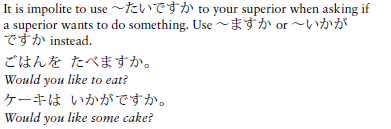 It is impolite to use ～たいですか to your superior when asking if
a superior wants to do something. Use ～ますか or ～いかが
ですか instead.
ごはんを たべますか。
Would you like to eat?
ケーキは いかがですか。
Would you like some cake?